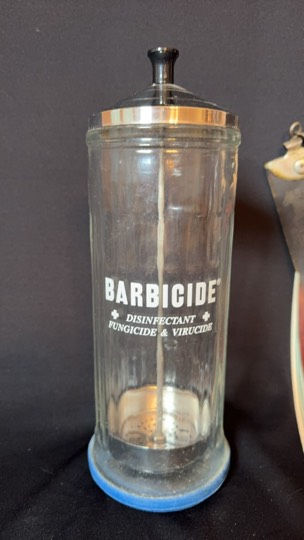 BARBICIDE®
✚ DISINFECTANT ✚
FUNGICIDE & VIRUCIDE